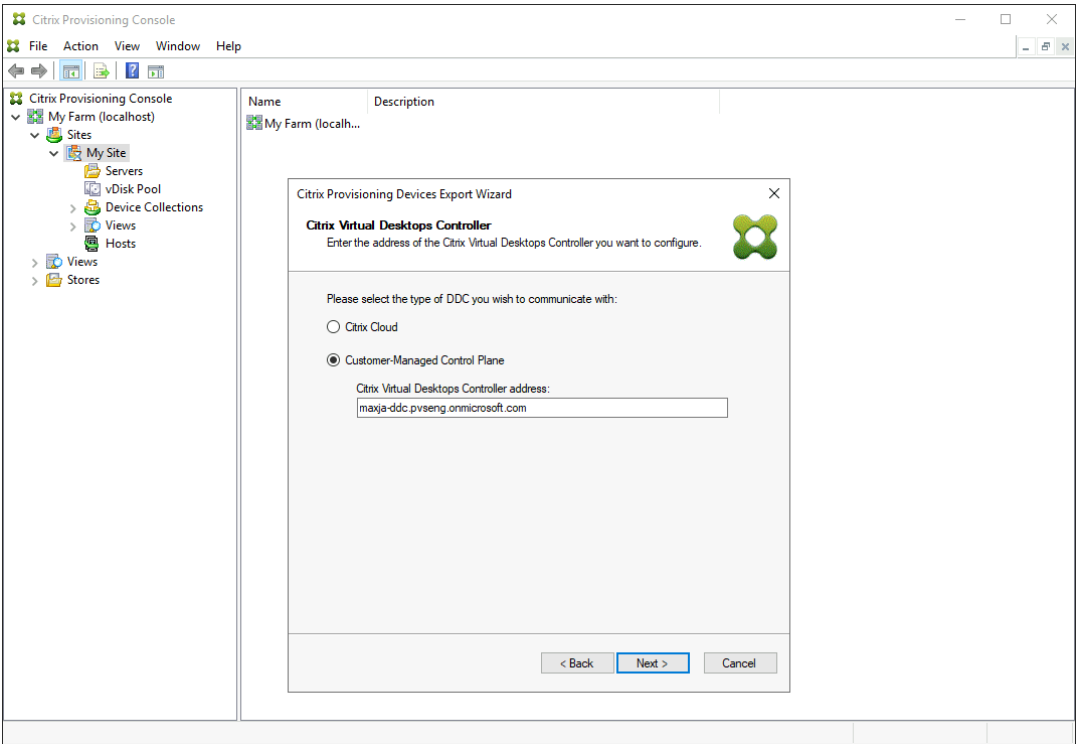 Citrix Provisioning Console
File Action View Window Help
Citrix Provisioning Console
My Farm (localhost)
Sites
My Site
Servers
vDisk Pool
Device Collections
Views
Hosts
Views
Stores
Name Description
My Farm (localh...
Citrix Provisioning Devices Export Wizard
Citrix Virtual Desktops Controller
Enter the address of the Citrix Virtual Desktops Controller you want to configure.
Please select the type of DDC you wish to communicate with:
Citrix Cloud
Customer-Managed Control Plane
Citrix Virtual Desktops Controller address:
maxja-ddc.pvseng.onmicrosoft.com
< Back Next > Cancel